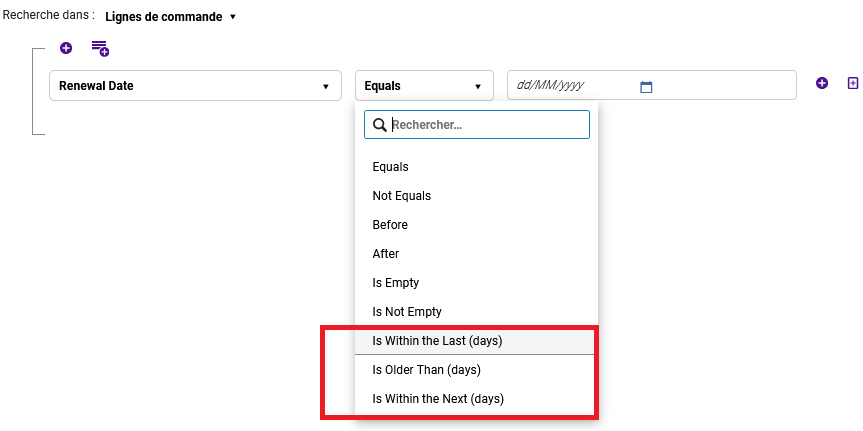 Recherche dans : Lignes de commande
Renewal Date Equals dd/MM/yyyy
Rechercher...
Equals
Not Equals
Before
After
Is Empty
Is Not Empty
Is Within the Last (days)
Is Older Than (days)
Is Within the Next (days)